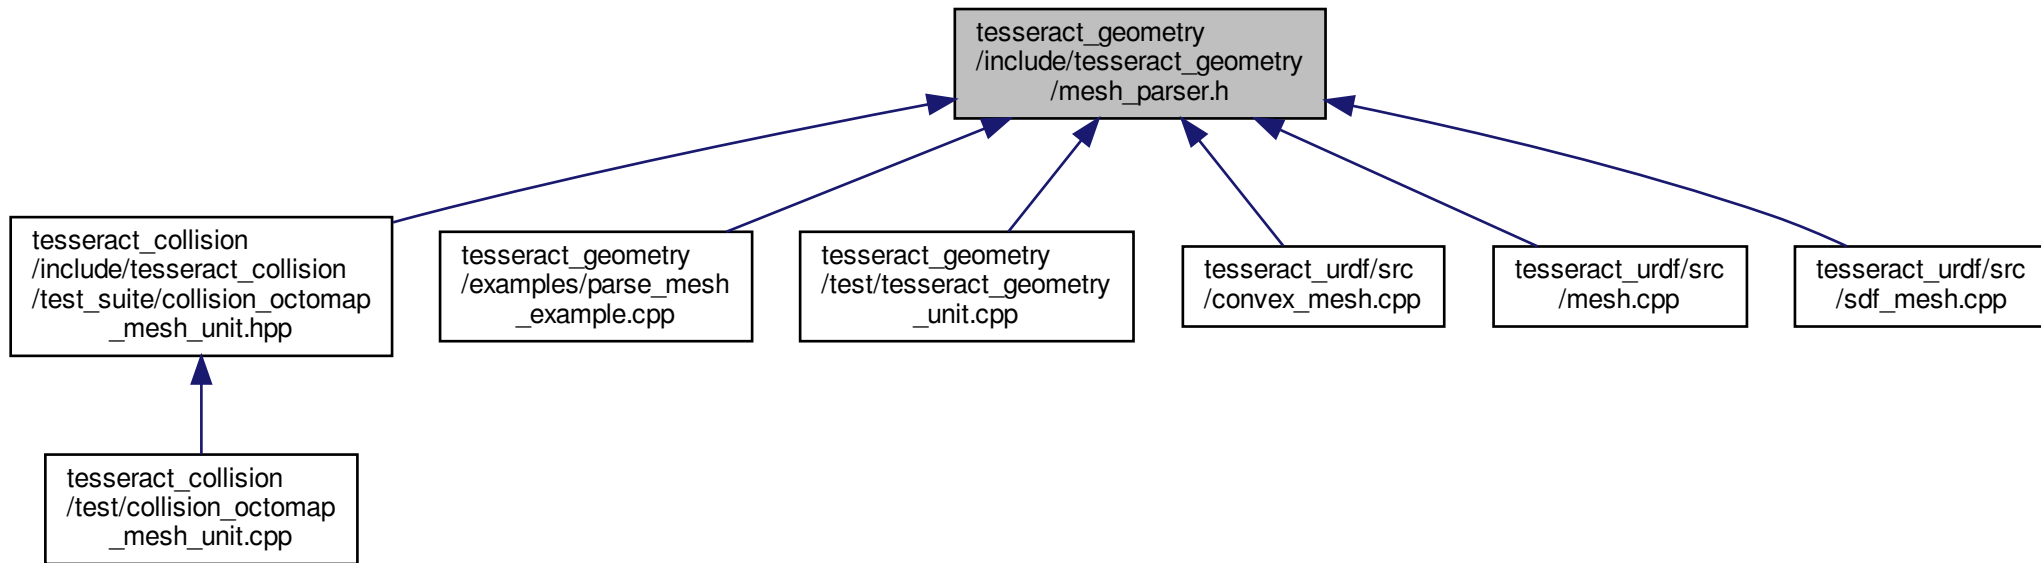 tesseract_geometry
/include/tesseract_geometry
/mesh_parser.h
tesseract_collision
/include/tesseract_collision
/test_suite/collision_octomap
_mesh_unit.hpp
tesseract_geometry
/examples/parse_mesh
_example.cpp
tesseract_geometry
/test/tesseract_geometry
_unit.cpp
tesseract_urdf/src
/convex_mesh.cpp
tesseract_urdf/src
/mesh.cpp
tesseract_urdf/src
/sdf_mesh.cpp
tesseract_collision
/test/collision_octomap
_mesh_unit.cpp